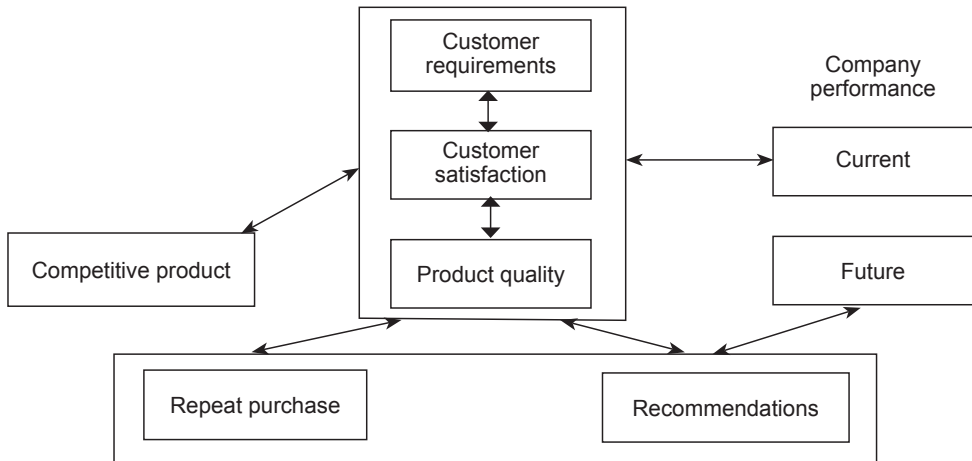 Customer
requirements
Company
performance
Customer
satisfaction
Current
Competitive product
Product quality
Future
Repeat purchase
Recommendations